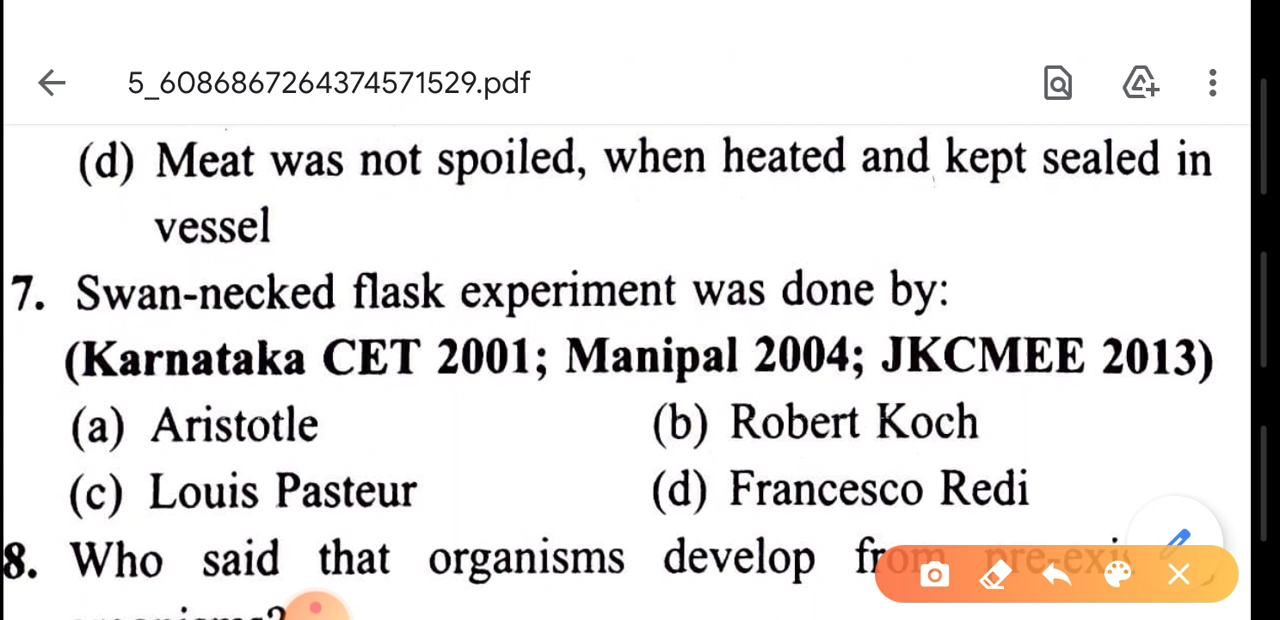 5_6086867264374571529.pdf
(d) Meat was not spoiled, when heated and kept sealed in
vessel
7. Swan-necked flask experiment was done by:
(Karnataka CET 2001; Manipal 2004; JKCMEE 2013)
(a) Aristotle (b) Robert Koch
(c) Louis Pasteur (d) Francesco Redi
8. Who said that organisms develop from